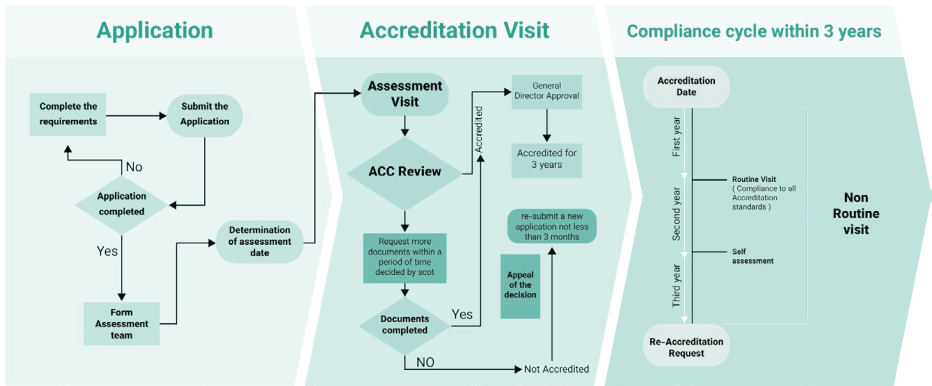 Application
Complete the
requirements
Submit the
Application
No
Application
completed
Yes
Form
Assessment
team
Determination
of assessment
date
Accreditation Visit
Assessment
Visit
ACC Review
Request more
documents within a
period of time
decided by scot
Documents
completed
Yes
NO
Not Accredited
Accredited
General
Director Approval
Accredited for
3 years
re-submit a new
application not less
than 3 months
Appeal
of the
decision
Compliance cycle within 3 years
Accreditation
Date
First year
Second year
Third year
Routine Visit
( Compliance to all
Accreditation
standards )
Self
assessment
Re-Accreditation
Request
Non
Routine
visit